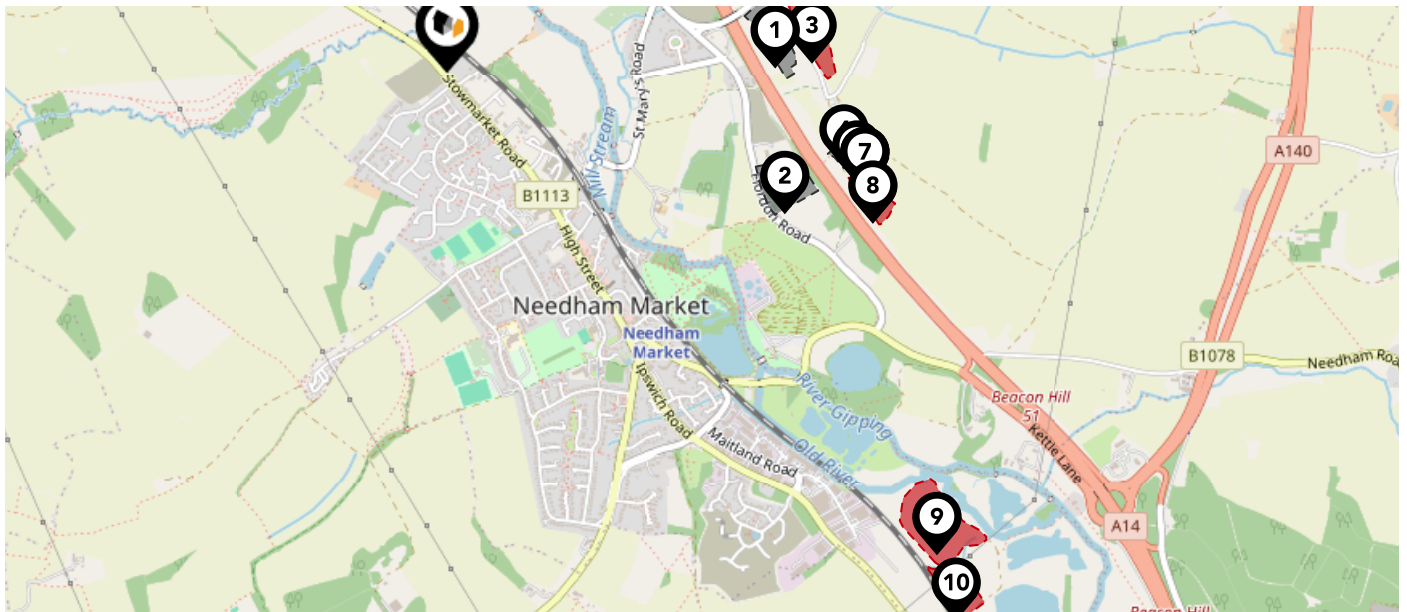 1
3
St Mary's Road
Stowmarket Road
Mill Stream
7
A140
2
8
B1113
Flordon Road
High Street
Needham Market
Needham
Market
B1078
Needham Roa
River Gipping
Ipswich Road
Beacon Hill
51
Kettle Lane
Maitland Road
Old River
9
A14
10
Beacon Hill